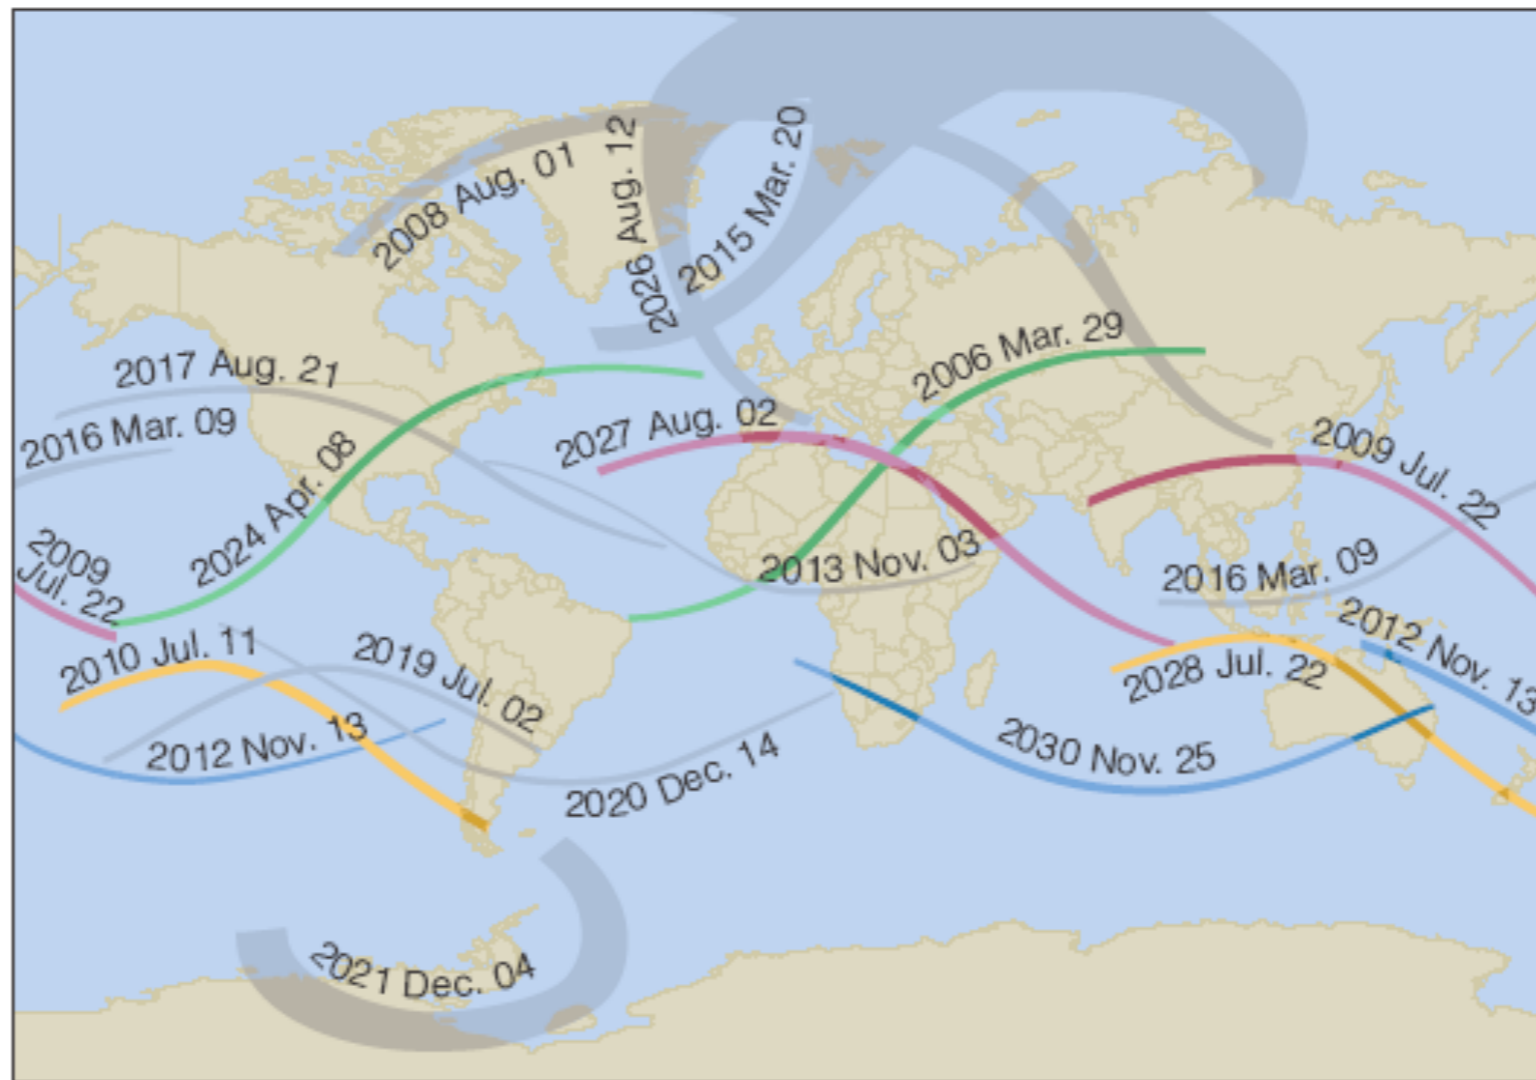 2008 Aug. 01
2026 Aug. 12
2015 Mar. 20
2017 Aug. 21
2006 Mar. 29
2016 Mar. 09
2027 Aug. 02
2009 Jul. 22
2024 Apr. 08
2009
Jul. 22
2013 Nov. 03
2016 Mar. 09
2010 Jul. 11
2019 Jul. 02
2028 Jul. 22
2012 Nov. 13
2012 Nov. 13
2020 Dec. 14
2030 Nov. 25
2021 Dec. 04